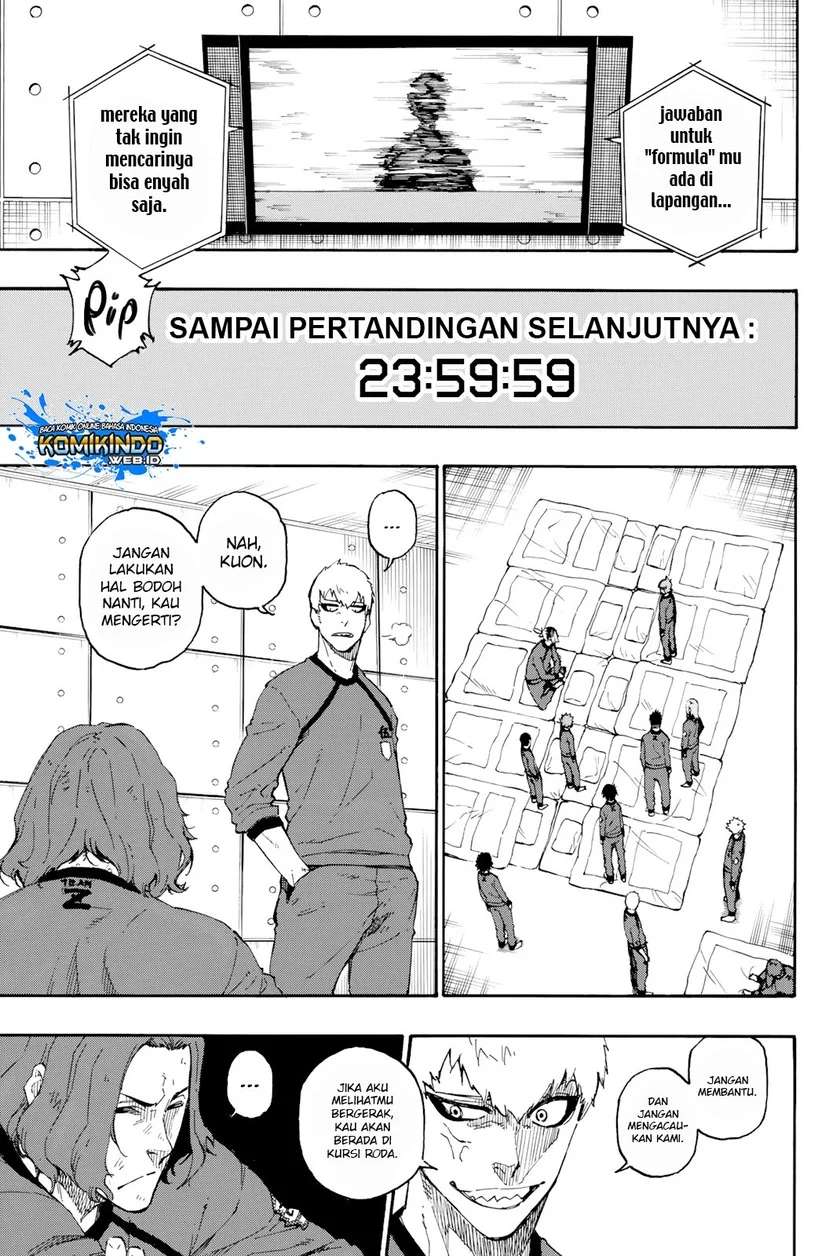 jawaban
untuk
"formula" mu
ada di
lapangan...
mereka yang
tak ingin
mencarinya
bisa enyah
saja.
Pip
SAMPAI PERTANDINGAN SELANJUTNYA :
23:59:59
BACA KOMIK ONLINE BAHASA INDONESIA
KOMIKINDO
.WEB.ID
...
NAH,
KUON.
JANGAN
LAKUKAN
HAL BODOH
NANTI, KAU
MENGERTI?
伍
TEAM
Z
Z
JANGAN
MEMBANTU.
DAN
JANGAN
MENGACAU-
KAN KAMI.
JIKA AKU
MELIHATMU
BERGERAK,
KAU AKAN
BERADA DI
KURSI RODA.
...